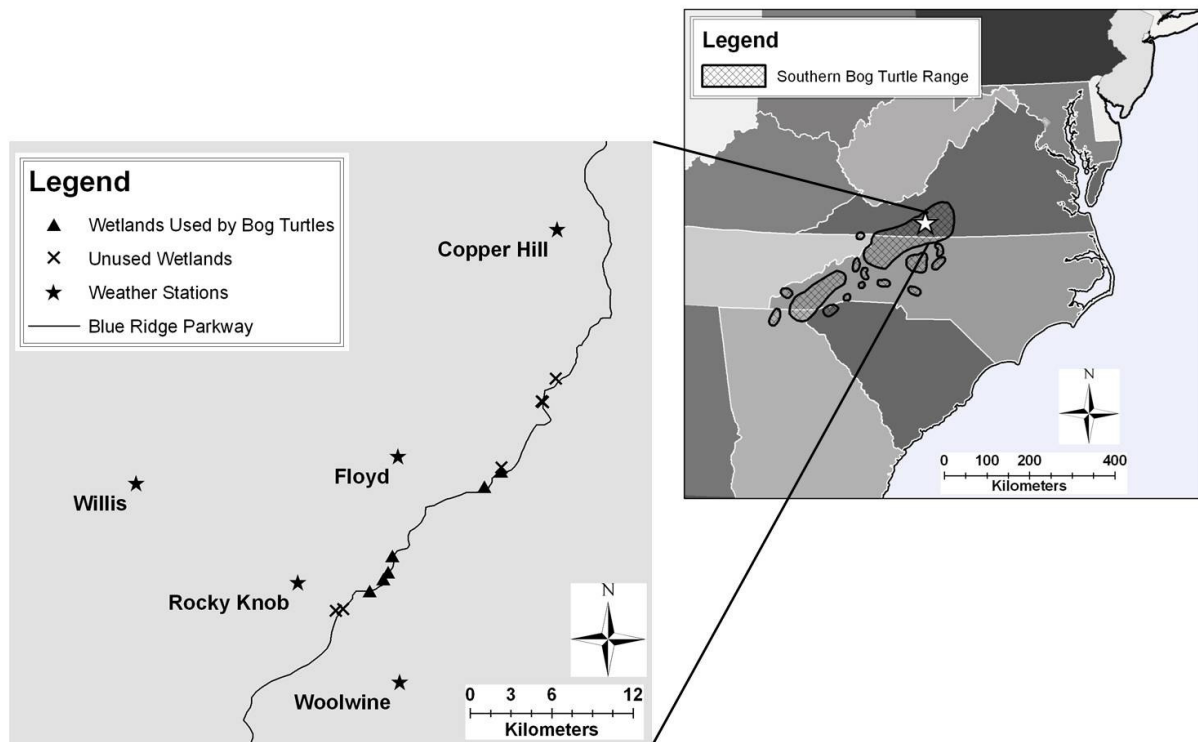 Legend
Southern Bog Turtle Range
N
0 100 200 300 400
Kilometers
Legend
Wetlands Used by Bog Turtles
Unused Wetlands
Weather Stations
Blue Ridge Parkway
Copper Hill
Floyd
Willis
Rocky Knob
Woolwine
N
0 3 6 12
Kilometers